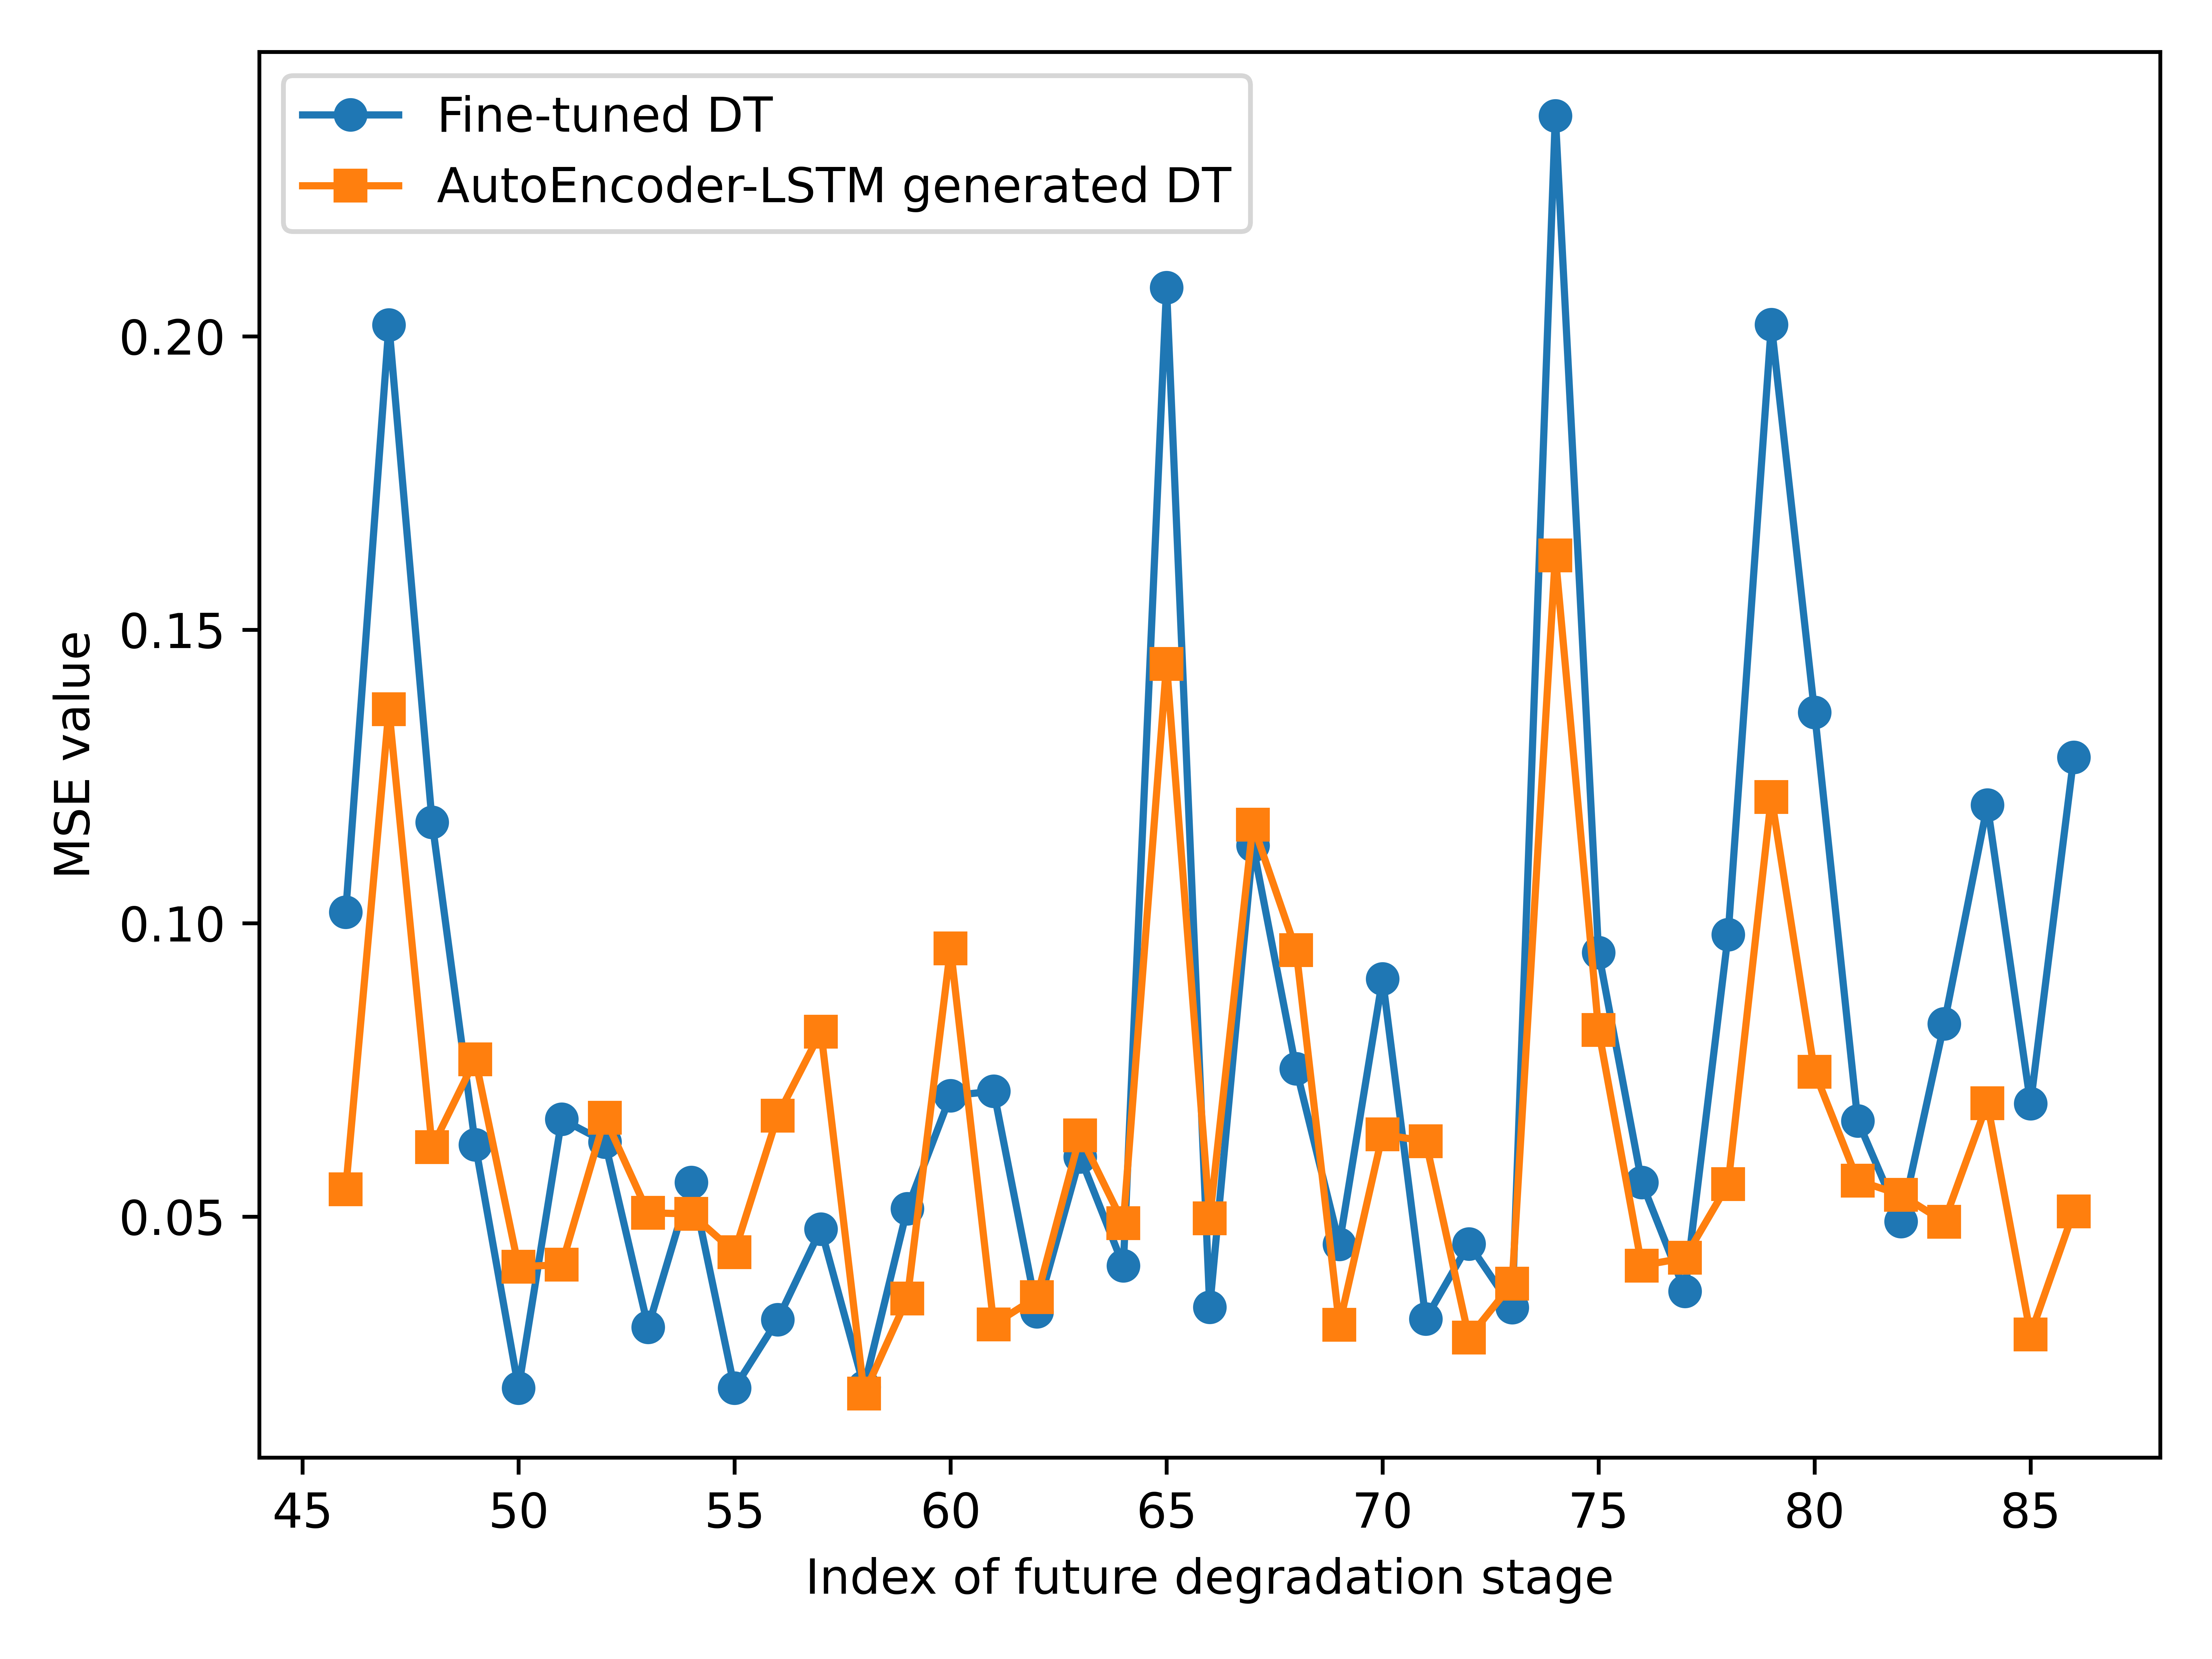 Fine-tuned DT
AutoEncoder-LSTM generated DT
MSE value
0.20
0.15
0.10
0.05
45 50 55 60 65 70 75 80 85
Index of future degradation stage